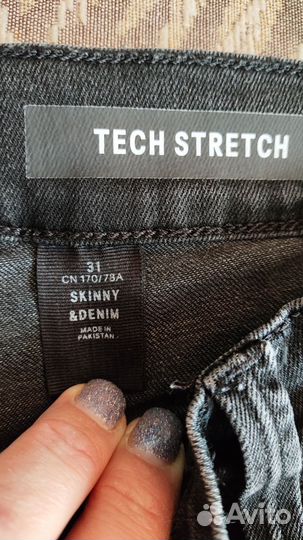 TECH STRETCH
31
CN 170/78A
SKINNY
&DENIM
MADE IN
PAKISTAN
Avito